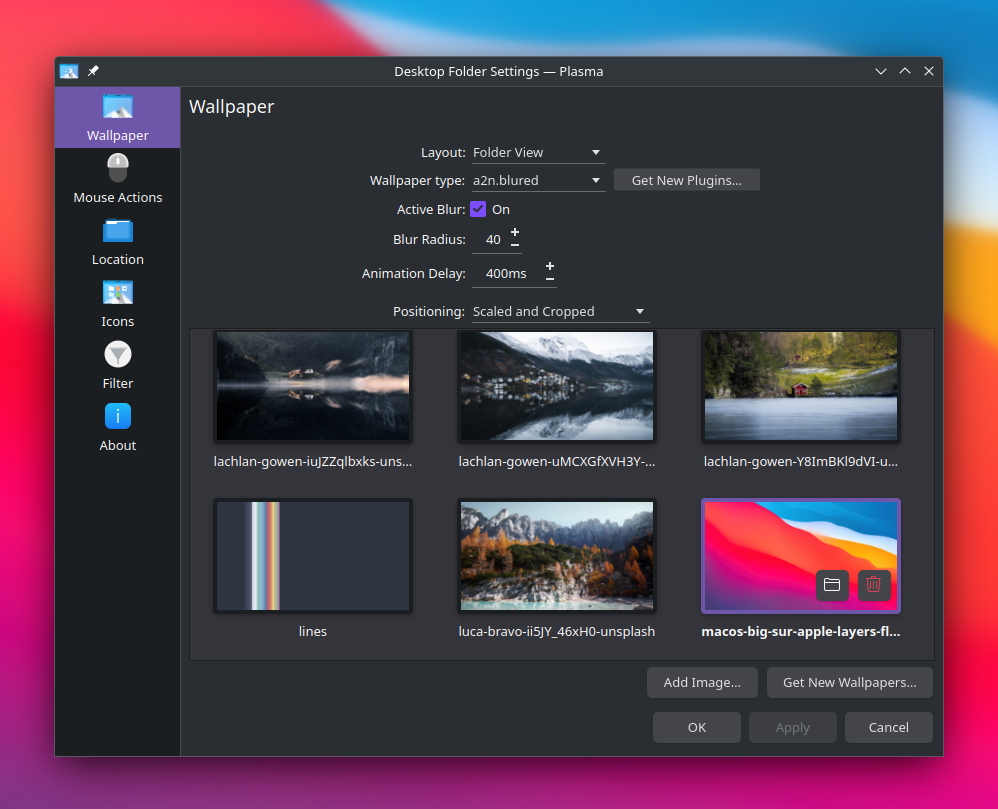 Desktop Folder Settings — Plasma
Wallpaper
Mouse Actions
Location
Icons
Filter
About
Wallpaper
Layout: Folder View
Wallpaper type: a2n.blured Get New Plugins...
Active Blur: On
Blur Radius: 40
Animation Delay: 400ms
Positioning: Scaled and Cropped
lachlan-gowen-iuJZZqlbxks-uns... lachlan-gowen-uMCXGfXVH3Y-... lachlan-gowen-Y8ImBKl9dVI-u...
lines luca-bravo-ii5JY_46xH0-unsplash macos-big-sur-apple-layers-fl...
Add Image... Get New Wallpapers...
OK Apply Cancel